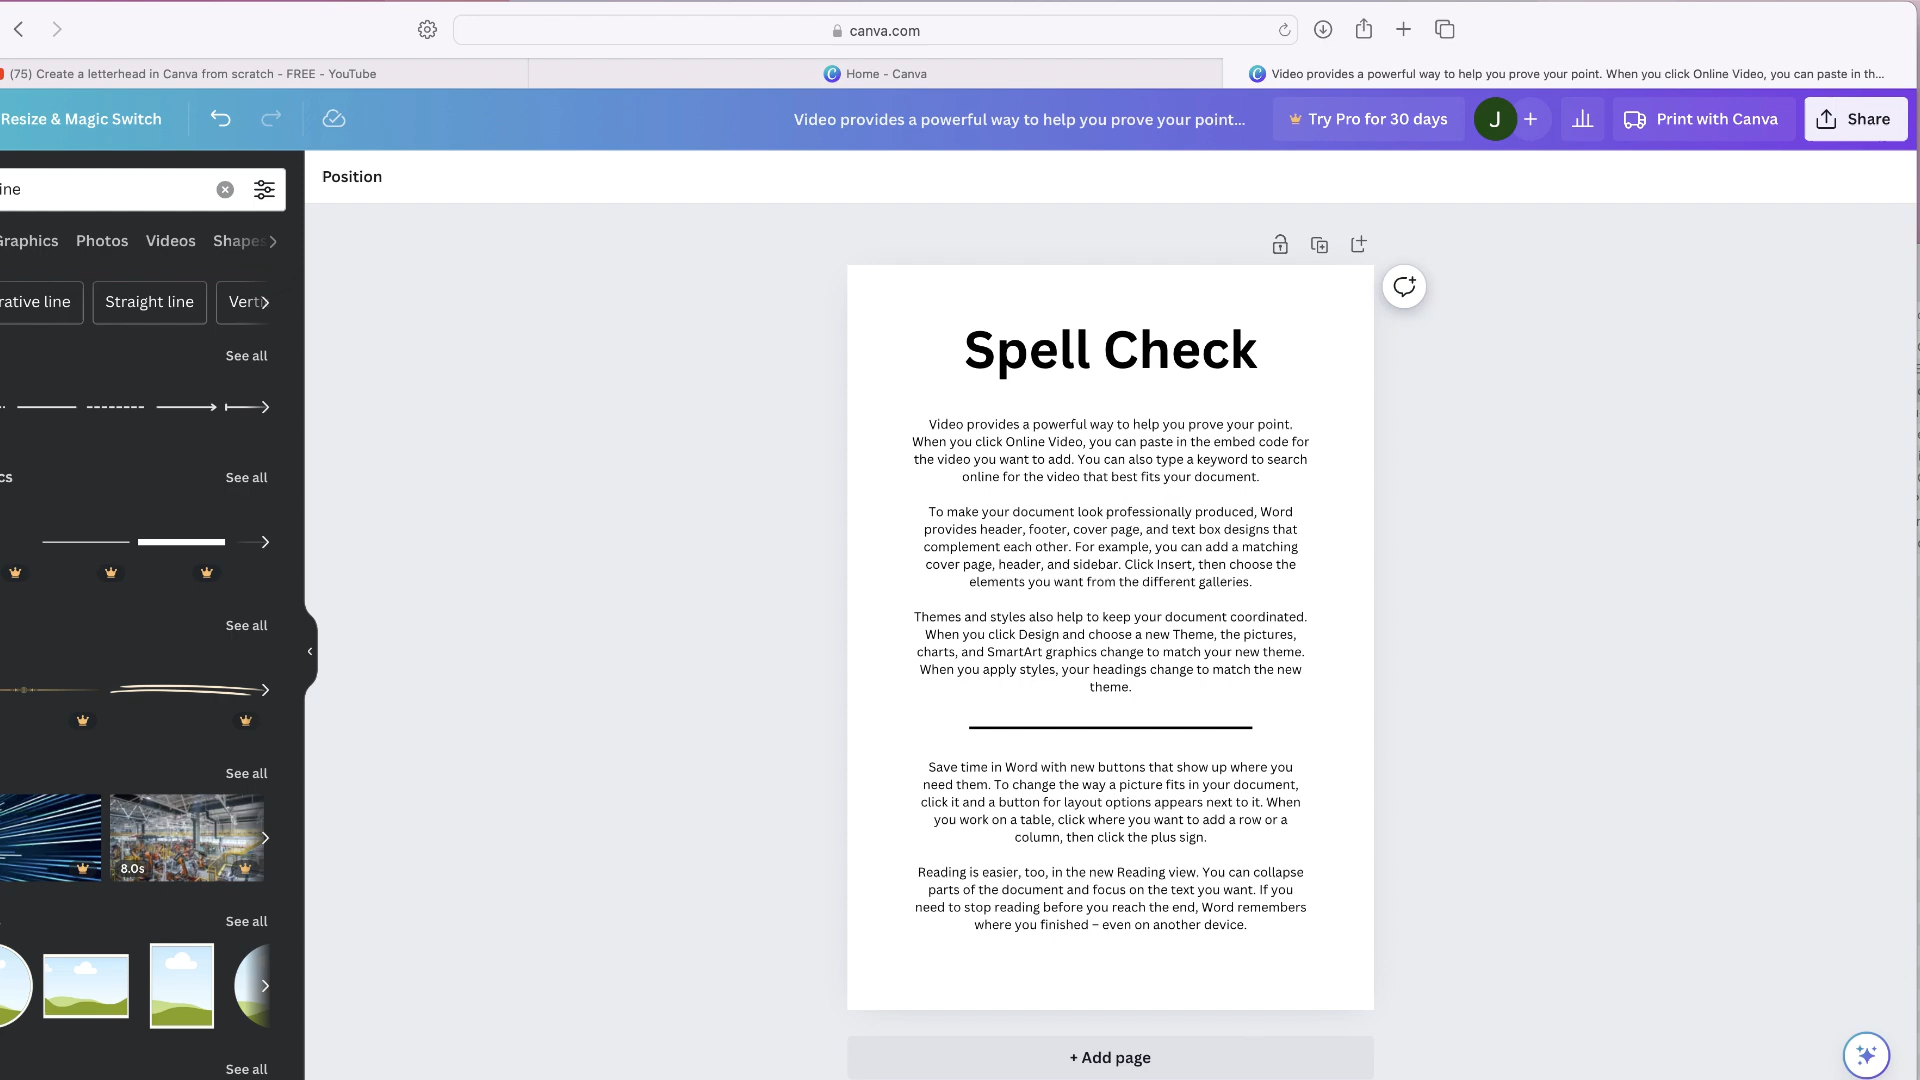 canva.com
(75) Create a letterhead in Canva from scratch - FREE - YouTube
Home - Canva
Video provides a powerful way to help you prove your point. When you click Online Video, you can paste in th...
Resize & Magic Switch
Video provides a powerful way to help you prove your point...
Try Pro for 30 days
J
+
Print with Canva
Share
ine
Position
Graphics
Photos
Videos
Shapes
rative line
Straight line
Verti
See all
cs
See all
See all
See all
8.0s
See all
See all
Spell Check
Video provides a powerful way to help you prove your point.
When you click Online Video, you can paste in the embed code for
the video you want to add. You can also type a keyword to search
online for the video that best fits your document.
To make your document look professionally produced, Word
provides header, footer, cover page, and text box designs that
complement each other. For example, you can add a matching
cover page, header, and sidebar. Click Insert, then choose the
elements you want from the different galleries.
Themes and styles also help to keep your document coordinated.
When you click Design and choose a new Theme, the pictures,
charts, and SmartArt graphics change to match your new theme.
When you apply styles, your headings change to match the new
theme.
Save time in Word with new buttons that show up where you
need them. To change the way a picture fits in your document,
click it and a button for layout options appears next to it. When
you work on a table, click where you want to add a row or a
column, then click the plus sign.
Reading is easier, too, in the new Reading view. You can collapse
parts of the document and focus on the text you want. If you
need to stop reading before you reach the end, Word remembers
where you finished – even on another device.
+ Add page